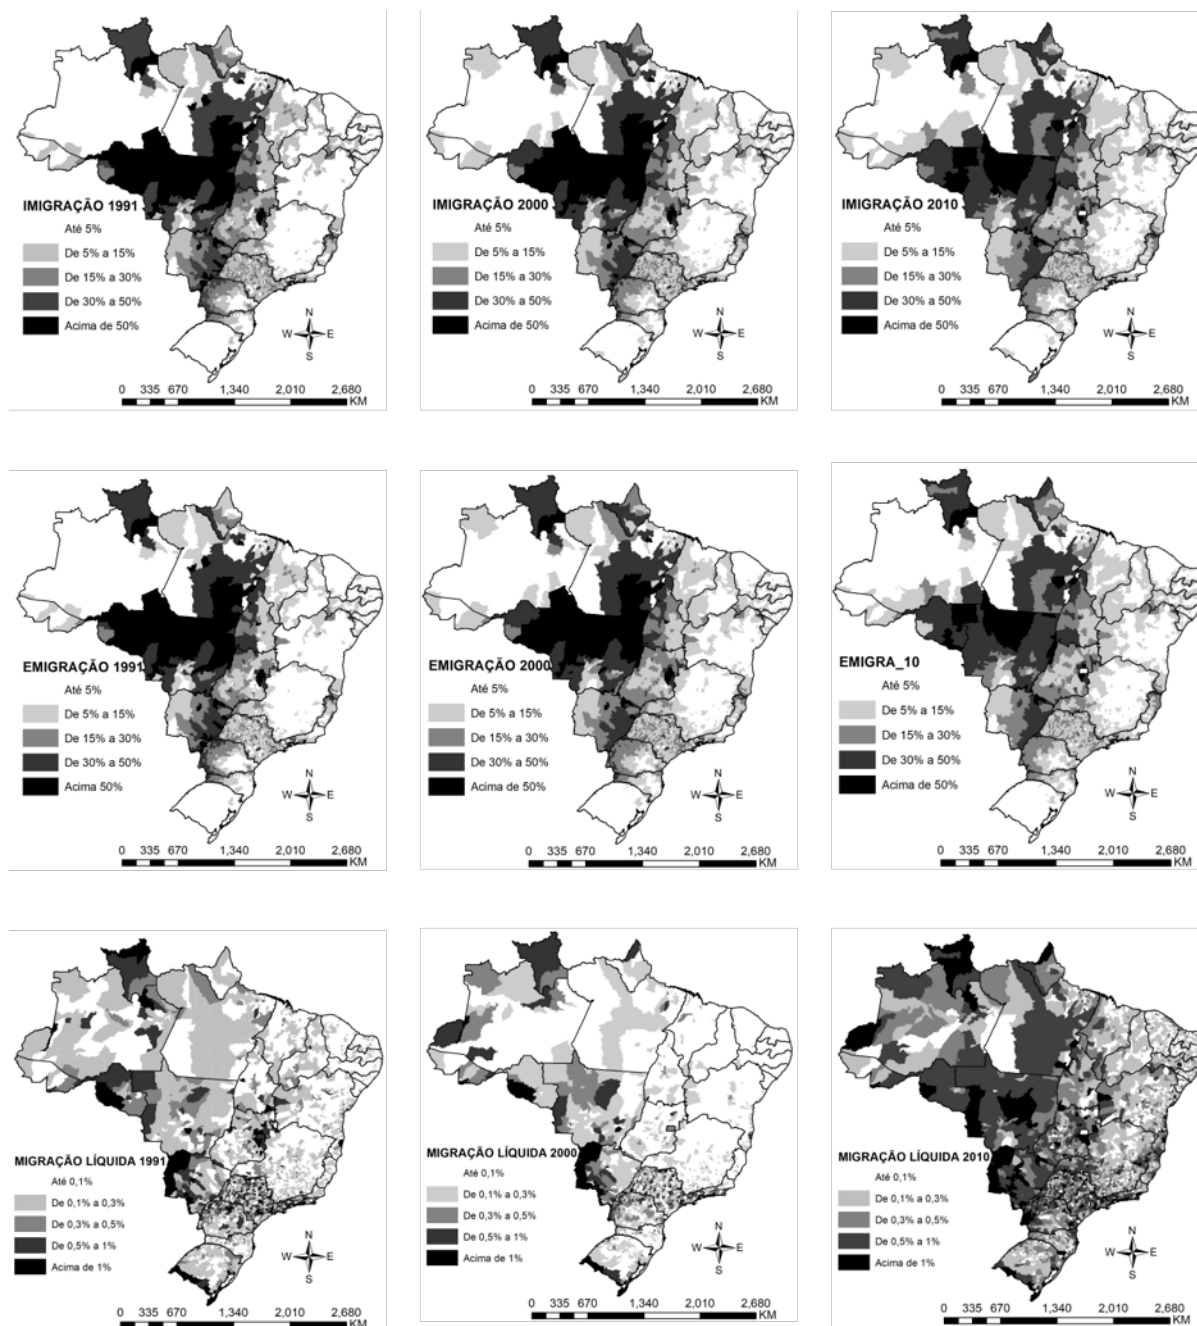 IMIGRAÇÃO 1991
Até 5%
De 5% a 15%
De 15% a 30%
De 30% a 50%
Acima de 50%
N
W E
S
0 335 670 1,340 2,010 2,680
KM
IMIGRAÇÃO 2000
Até 5%
De 5% a 15%
De 15% a 30%
De 30% a 50%
Acima de 50%
N
W E
S
0 335 670 1,340 2,010 2,680
KM
IMIGRAÇÃO 2010
Até 5%
De 5% a 15%
De 15% a 30%
De 30% a 50%
Acima de 50%
N
W E
S
0 335 670 1,340 2,010 2,680
KM
EMIGRAÇÃO 1991
Até 5%
De 5% a 15%
De 15% a 30%
De 30% a 50%
Acima 50%
N
W E
S
0 335 670 1,340 2,010 2,680
KM
EMIGRAÇÃO 2000
Até 5%
De 5% a 15%
De 15% a 30%
De 30% a 50%
Acima de 50%
N
W E
S
0 335 670 1,340 2,010 2,680
KM
EMIGRA_10
Até 5%
De 5% a 15%
De 15% a 30%
De 30% a 50%
Acima de 50%
N
W E
S
0 335 670 1,340 2,010 2,680
KM
MIGRAÇÃO LÍQUIDA 1991
Até 0,1%
De 0,1% a 0,3%
De 0,3% a 0,5%
De 0,5% a 1%
Acima de 1%
N
W E
S
0 335 670 1,340 2,010 2,680
KM
MIGRAÇÃO LÍQUIDA 2000
Até 0,1%
De 0,1% a 0,3%
De 0,3% a 0,5%
De 0,5% a 1%
Acima de 1%
N
W E
S
0 335 670 1,340 2,010 2,680
KM
MIGRAÇÃO LÍQUIDA 2010
Até 0,1%
De 0,1% a 0,3%
De 0,3% a 0,5%
De 0,5% a 1%
Acima de 1%
N
W E
S
0 335 670 1,340 2,010 2,680
KM